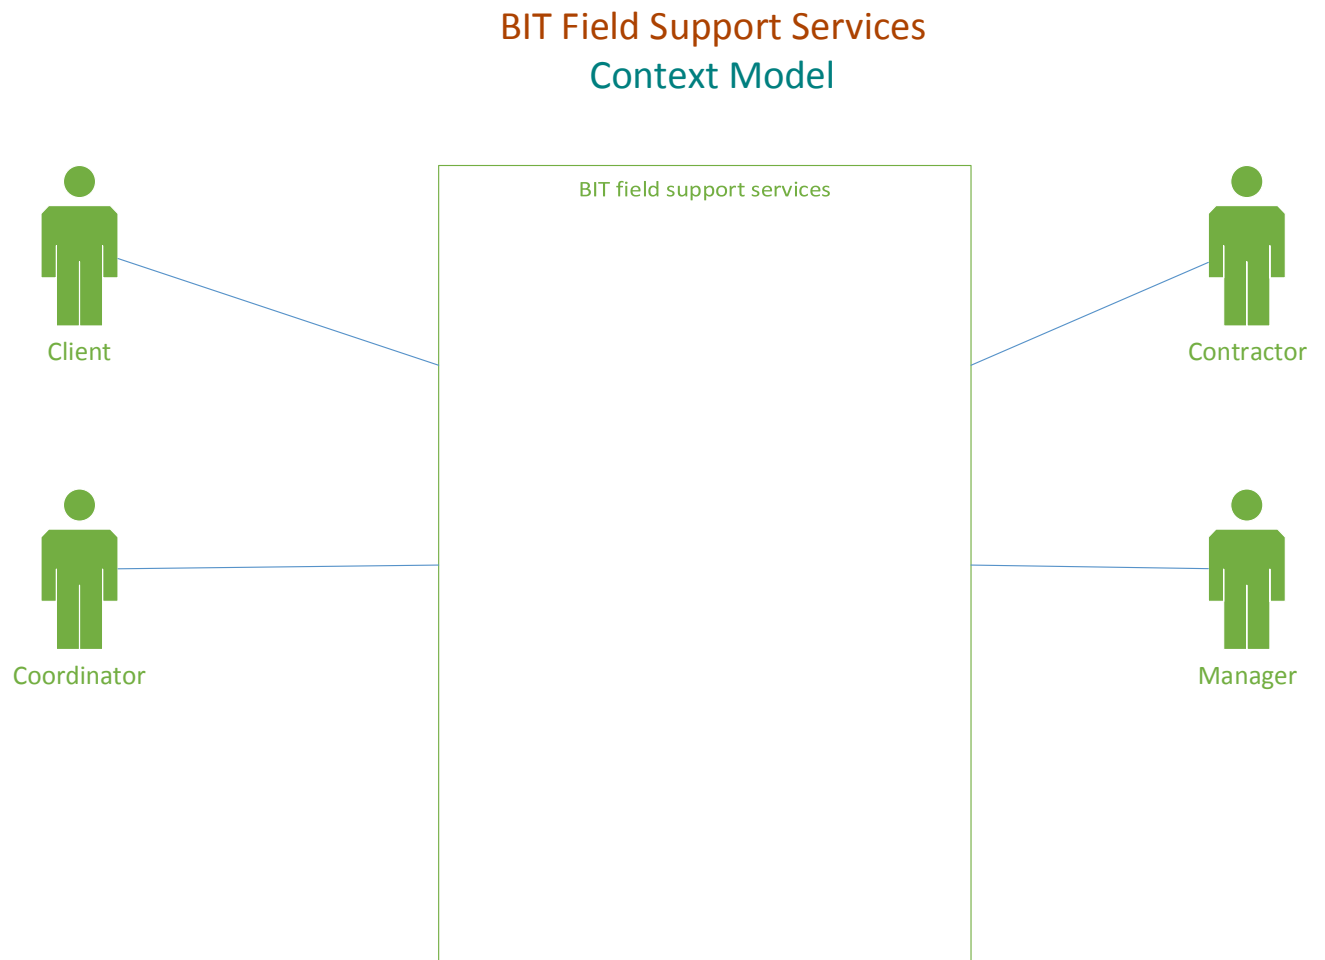 BIT Field Support Services
Context Model
BIT field support services
Client
Contractor
Coordinator
Manager